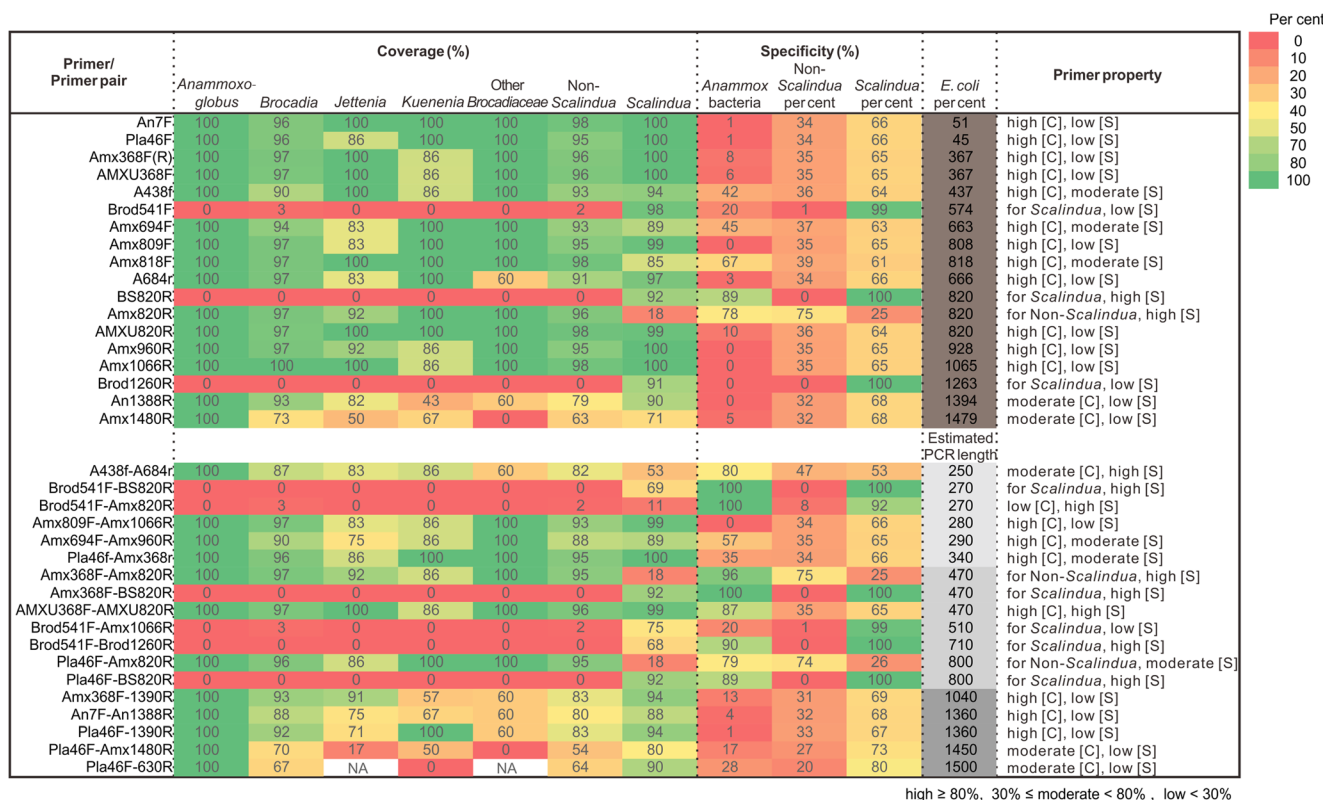 Per cent
Primer/
Primer pair
Coverage (%)
Specificity (%)
Primer property
Anammoxo-
globus Brocadia Jettenia Kuenenia Other Brocadiaceae Non-Scalindua Scalindua Anammox bacteria Non-Scalindua per cent Scalindua per cent E. coli per cent
0
10
20
30
40
50
70
80
100
An7F 100 96 100 100 100 98 100 1 34 66 51 high [C], low [S]
Pla46F 100 96 86 100 100 95 100 1 34 66 45 high [C], low [S]
Amx368F(R) 100 97 100 86 100 96 100 8 35 65 367 high [C], low [S]
AMXU368F 100 97 100 86 100 96 100 6 35 65 367 high [C], low [S]
A438f 100 90 100 86 100 93 94 42 36 64 437 high [C], moderate [S]
Brod541F 0 3 0 0 0 2 98 20 1 99 574 for Scalindua, low [S]
Amx694F 100 94 83 100 100 93 89 45 37 63 663 high [C], moderate [S]
Amx809F 100 97 83 100 100 95 99 0 35 65 808 high [C], low [S]
Amx818F 100 97 100 100 100 98 85 67 39 61 818 high [C], moderate [S]
A684r 100 97 83 100 60 91 97 3 34 66 666 high [C], low [S]
BS820R 0 0 0 0 0 0 92 89 0 100 820 for Scalindua, high [S]
Amx820R 100 97 92 100 100 96 18 78 75 25 820 for Non-Scalindua, high [S]
AMXU820R 100 97 100 100 100 98 99 10 36 64 820 high [C], low [S]
Amx960R 100 97 92 86 100 95 100 0 35 65 928 high [C], low [S]
Amx1066R 100 100 100 86 100 98 100 0 35 65 1065 high [C], low [S]
Brod1260R 0 0 0 0 0 0 91 0 0 100 1263 for Scalindua, low [S]
An1388R 100 93 82 43 60 79 90 0 32 68 1394 moderate [C], low [S]
Amx1480R 100 73 50 67 0 63 71 5 32 68 1479 moderate [C], low [S]
Estimated
PCR length
A438f-A684r 100 87 83 86 60 82 53 80 47 53 250 moderate [C], high [S]
Brod541F-BS820R 0 0 0 0 0 0 69 100 0 100 270 for Scalindua, high [S]
Brod541F-Amx820R 0 3 0 0 0 2 11 100 8 92 270 low [C], high [S]
Amx809F-Amx1066R 100 97 83 86 100 93 99 0 34 66 280 high [C], low [S]
Amx694F-Amx960R 100 90 75 86 100 88 89 57 35 65 290 high [C], moderate [S]
Pla46f-Amx368r 100 96 86 100 100 95 100 35 34 66 340 high [C], moderate [S]
Amx368F-Amx820R 100 97 92 86 100 95 18 96 75 25 470 for Non-Scalindua, high [S]
Amx368F-BS820R 0 0 0 0 0 0 92 100 0 100 470 for Scalindua, high [S]
AMXU368F-AMXU820R 100 97 100 86 100 96 99 87 35 65 470 high [C], high [S]
Brod541F-Amx1066R 0 3 0 0 0 2 75 20 1 99 510 for Scalindua, low [S]
Brod541F-Brod1260R 0 0 0 0 0 0 68 90 0 100 710 for Scalindua, high [S]
Pla46F-Amx820R 100 96 86 100 100 95 18 79 74 26 800 for Non-Scalindua, moderate [S]
Pla46F-BS820R 0 0 0 0 0 0 92 89 0 100 800 for Scalindua, high [S]
Amx368F-1390R 100 93 91 57 60 83 94 13 31 69 1040 high [C], low [S]
An7F-An1388R 100 88 75 67 60 80 88 4 32 68 1360 high [C], low [S]
Pla46F-1390R 100 92 71 100 60 83 94 1 33 67 1360 high [C], low [S]
Pla46F-Amx1480R 100 70 17 50 0 54 80 17 27 73 1450 moderate [C], low [S]
Pla46F-630R 100 67 NA 0 NA 64 90 28 20 80 1500 moderate [C], low [S]
high ≥ 80%, 30% ≤ moderate < 80% , low < 30%